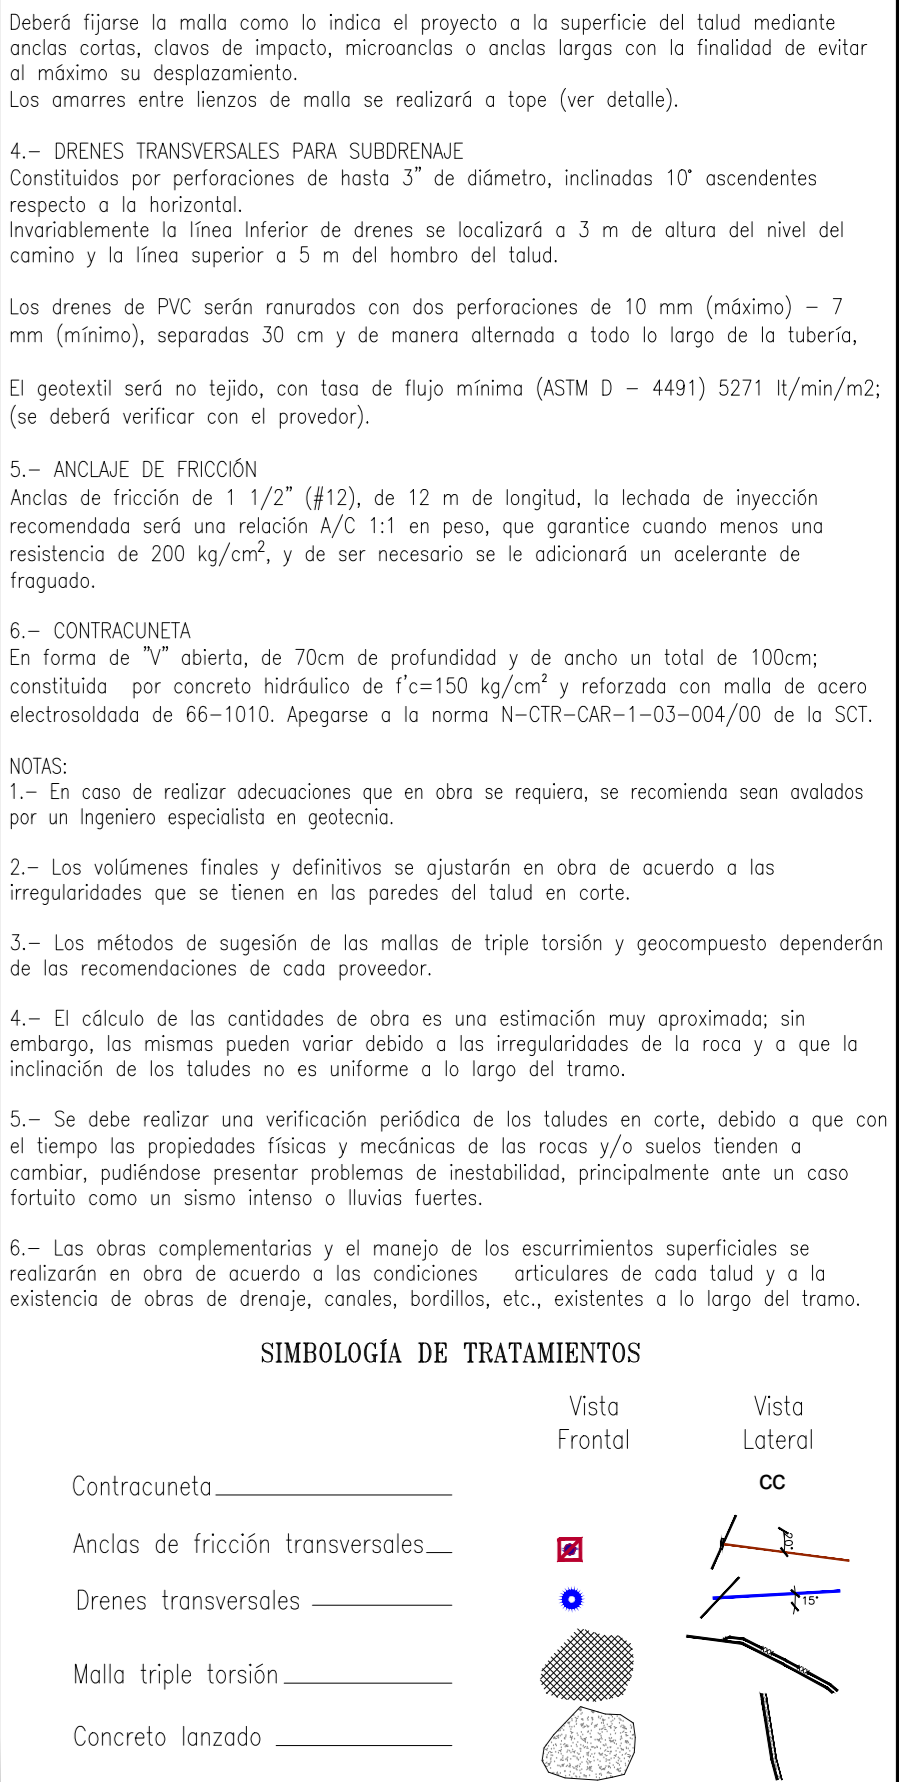 Deberá fijarse la malla como lo indica el proyecto a la superficie del talud mediante
anclas cortas, clavos de impacto, microanclas o anclas largas con la finalidad de evitar
al máximo su desplazamiento.
Los amarres entre lienzos de malla se realizará a tope (ver detalle).
4.- DRENES TRANSVERSALES PARA SUBDRENAJE
Constituidos por perforaciones de hasta 3" de diámetro, inclinadas 10° ascendentes
respecto a la horizontal.
Invariablemente la línea Inferior de drenes se localizará a 3 m de altura del nivel del
camino y la línea superior a 5 m del hombro del talud.
Los drenes de PVC serán ranurados con dos perforaciones de 10 mm (máximo) - 7
mm (mínimo), separadas 30 cm y de manera alternada a todo lo largo de la tubería,
El geotextil será no tejido, con tasa de flujo mínima (ASTM D - 4491) 5271 lt/min/m2;
(se deberá verificar con el provedor).
5.- ANCLAJE DE FRICCIÓN
Anclas de fricción de 1 1/2" (#12), de 12 m de longitud, la lechada de inyección
recomendada será una relación A/C 1:1 en peso, que garantice cuando menos una
resistencia de 200 kg/cm², y de ser necesario se le adicionará un acelerante de
fraguado.
6.- CONTRACUNETA
En forma de "V" abierta, de 70cm de profundidad y de ancho un total de 100cm;
constituida por concreto hidráulico de f'c=150 kg/cm² y reforzada con malla de acero
electrosoldada de 66-1010. Apegarse a la norma N-CTR-CAR-1-03-004/00 de la SCT.
NOTAS:
1.- En caso de realizar adecuaciones que en obra se requiera, se recomienda sean avalados
por un Ingeniero especialista en geotecnia.
2.- Los volúmenes finales y definitivos se ajustarán en obra de acuerdo a las
irregularidades que se tienen en las paredes del talud en corte.
3.- Los métodos de sugesión de las mallas de triple torsión y geocompuesto dependerán
de las recomendaciones de cada proveedor.
4.- El cálculo de las cantidades de obra es una estimación muy aproximada; sin
embargo, las mismas pueden variar debido a las irregularidades de la roca y a que la
inclinación de los taludes no es uniforme a lo largo del tramo.
5.- Se debe realizar una verificación periódica de los taludes en corte, debido a que con
el tiempo las propiedades físicas y mecánicas de las rocas y/o suelos tienden a
cambiar, pudiéndose presentar problemas de inestabilidad, principalmente ante un caso
fortuito como un sismo intenso o lluvias fuertes.
6.- Las obras complementarias y el manejo de los escurrimientos superficiales se
realizarán en obra de acuerdo a las condiciones articulares de cada talud y a la
existencia de obras de drenaje, canales, bordillos, etc., existentes a lo largo del tramo.
SIMBOLOGÍA DE TRATAMIENTOS
Vista Frontal
Vista Lateral
Contracuneta
CC
Anclas de fricción transversales
20°
Drenes transversales
15°
Malla triple torsión
Concreto lanzado